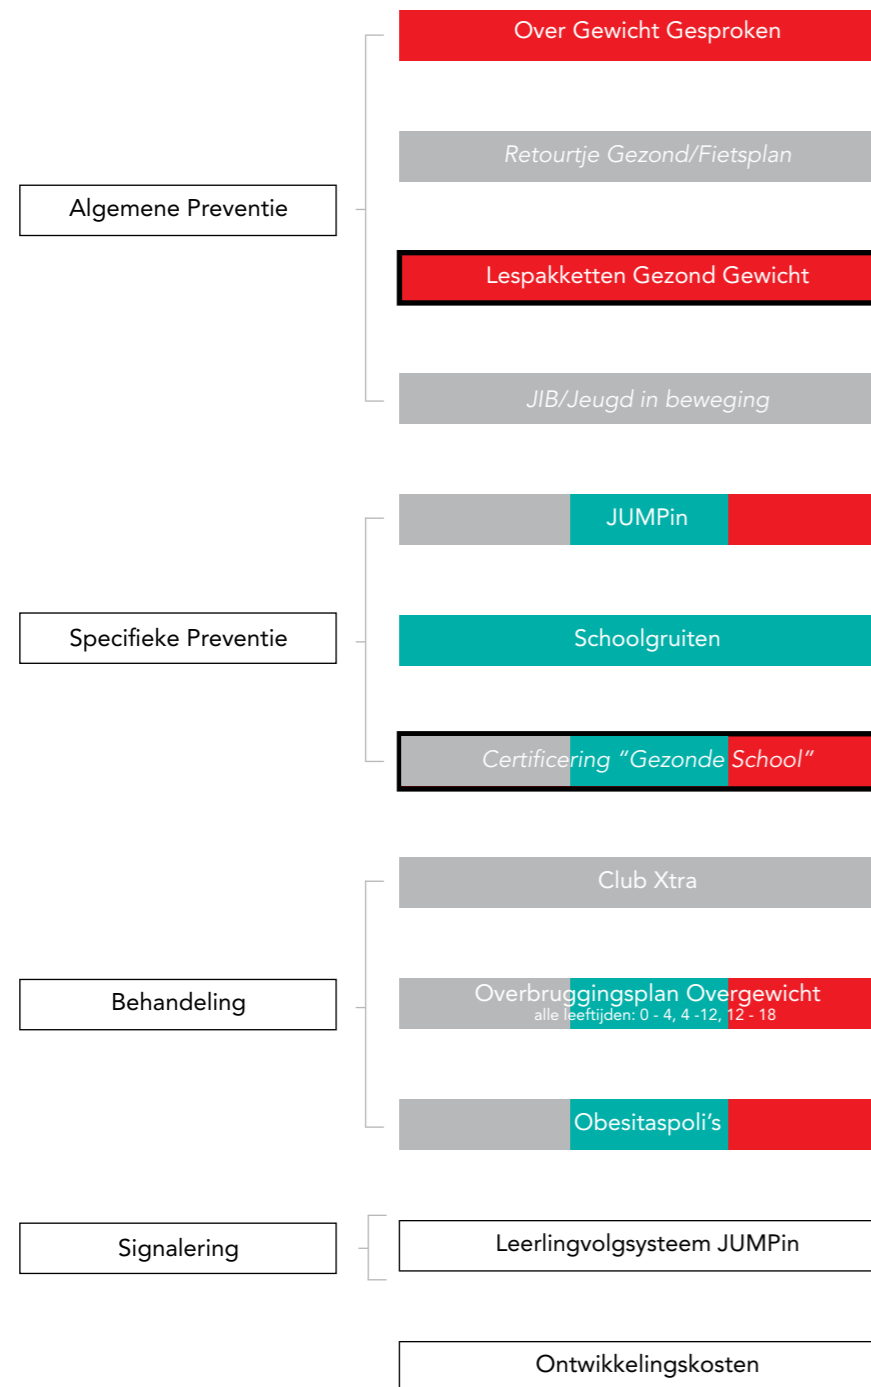 Over Gewicht Gesproken
Retourtje Gezond/Fietsplan
Algemene Preventie
Lespakketten Gezond Gewicht
JIB/Jeugd in beweging
JUMPin
Specifieke Preventie
Schoolgruiten
Certificering “Gezonde School”
Club Xtra
Behandeling
Overbruggingsplan Overgewicht
alle leeftijden: 0 - 4, 4 -12, 12 - 18
Obesitaspoli’s
Signalering
Leerlingvolgsysteem JUMPin
Ontwikkelingskosten